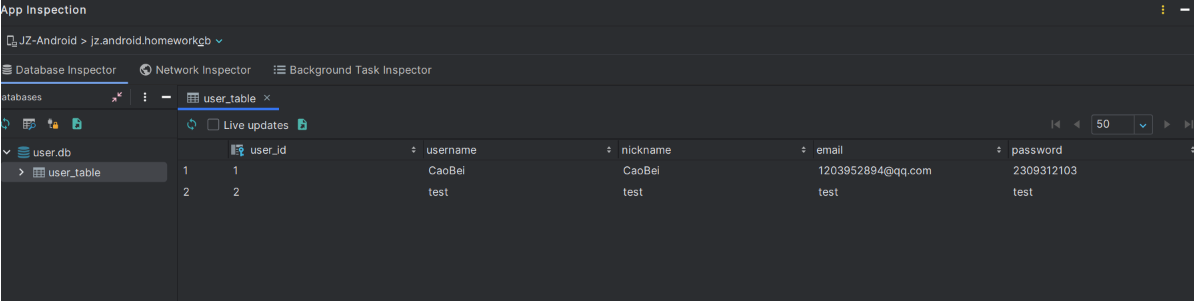 App Inspection
JZ-Android > jz.android.homeworkcb
Database Inspector Network Inspector Background Task Inspector
atabases user_table
Live updates 50
user.db
user_table
user_id username nickname email password
1 1 CaoBei CaoBei 1203952894@qq.com 2309312103
2 2 test test test test